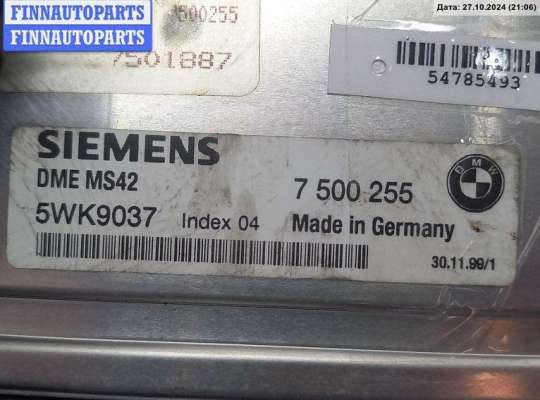 FINNAUTOPARTS
FINNAUTOPARTS
Дата: 27.10.2024 (21:06)
7500255
7501887
54785493
SIEMENS
DME MS42
7 500 255
BMW
5WK9037 Index 04 Made in Germany
30.11.99/1